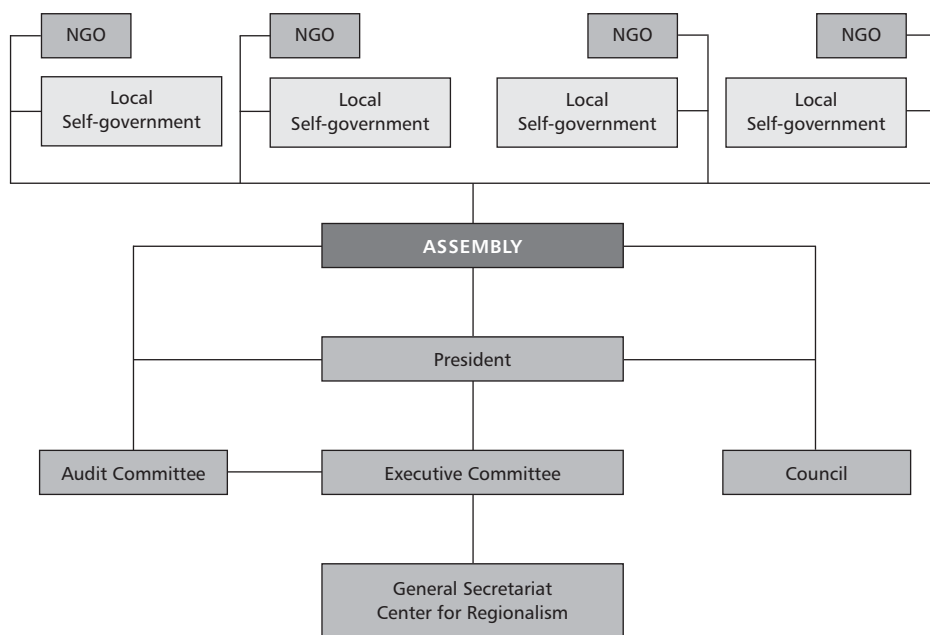 NGO
NGO
NGO
NGO
Local
Self-government
Local
Self-government
Local
Self-government
Local
Self-government
ASSEMBLY
President
Audit Committee
Executive Committee
Council
General Secretariat
Center for Regionalism